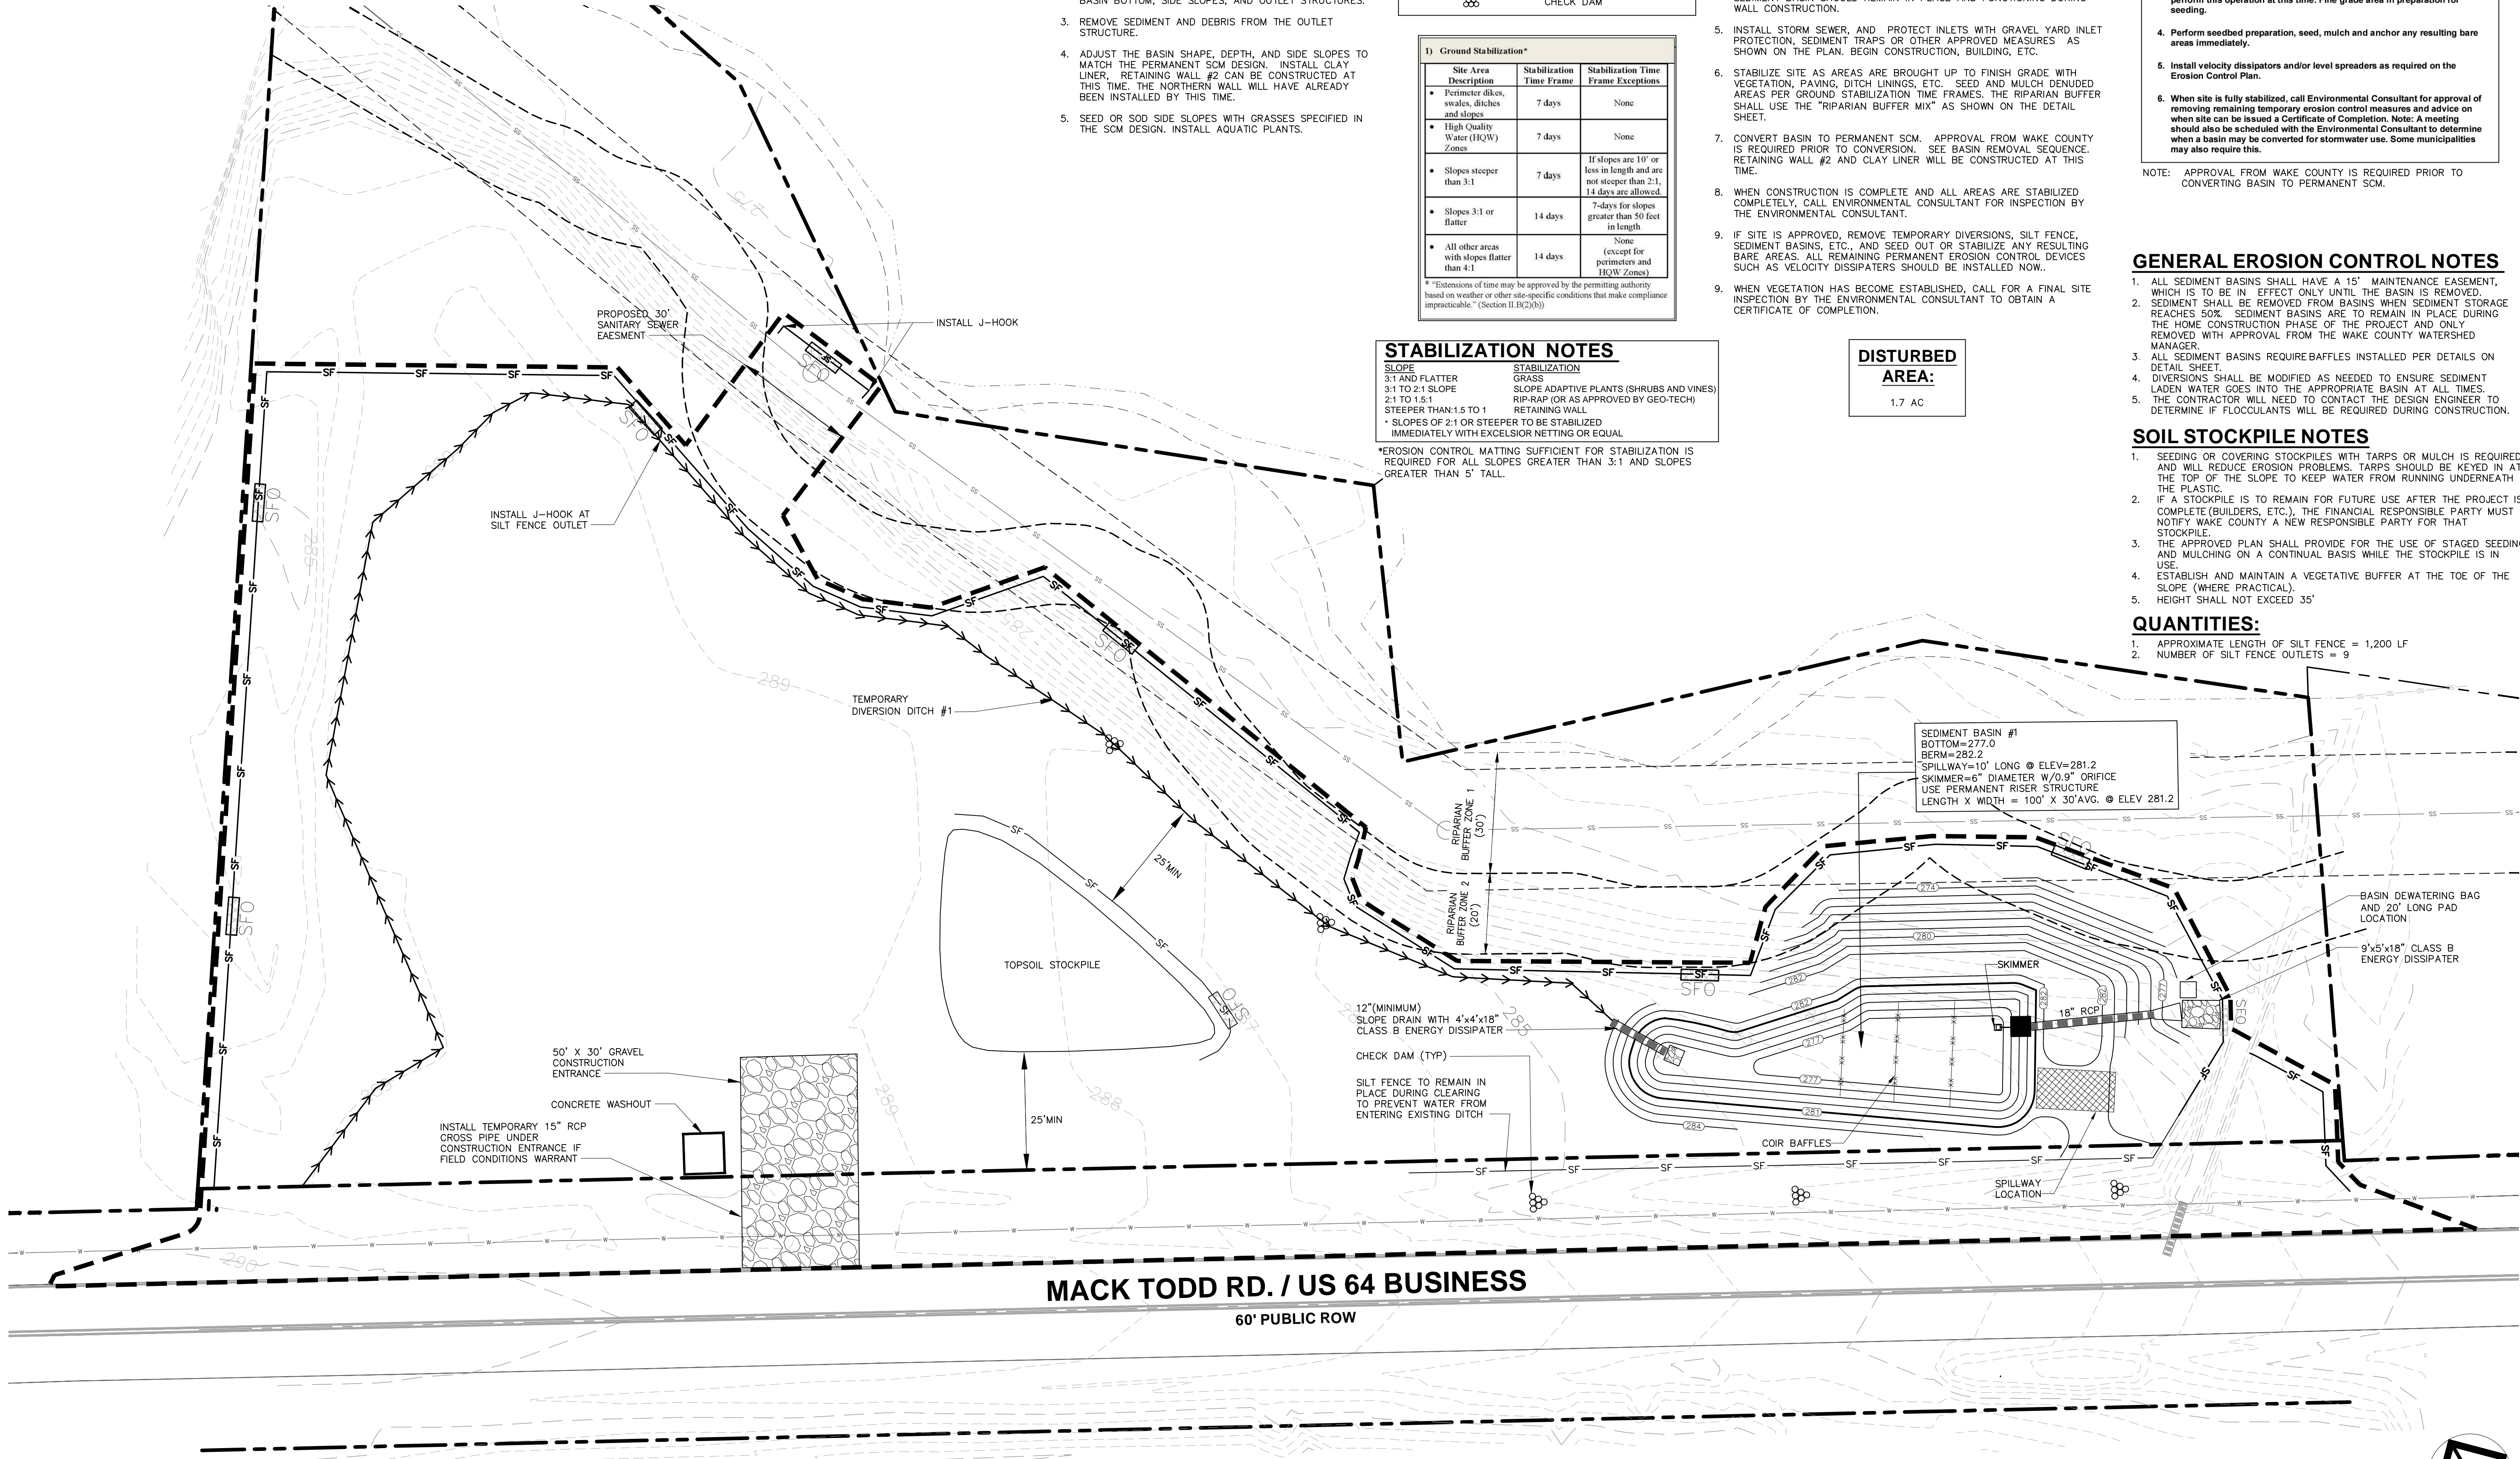 BASIN BOTTOM, SIDE SLOPES, AND OUTLET STRUCTURES.
3. REMOVE SEDIMENT AND DEBRIS FROM THE OUTLET
STRUCTURE.
4. ADJUST THE BASIN SHAPE, DEPTH, AND SIDE SLOPES TO
MATCH THE PERMANENT SCM DESIGN. INSTALL CLAY
LINER, RETAINING WALL #2 CAN BE CONSTRUCTED AT
THIS TIME. THE NORTHERN WALL WILL HAVE ALREADY
BEEN INSTALLED BY THIS TIME.
5. SEED OR SOD SIDE SLOPES WITH GRASSES SPECIFIED IN
THE SCM DESIGN. INSTALL AQUATIC PLANTS.
CHECK DAM
1) Ground Stabilization*
Site Area Description
Stabilization Time Frame
Stabilization Time Frame Exceptions
• Perimeter dikes, swales, ditches and slopes
7 days
None
• High Quality Water (HQW) Zones
7 days
None
• Slopes steeper than 3:1
7 days
If slopes are 10' or less in length and are not steeper than 2:1, 14 days are allowed.
• Slopes 3:1 or flatter
14 days
7-days for slopes greater than 50 feet in length
• All other areas with slopes flatter than 4:1
14 days
None (except for perimeters and HQW Zones)
* "Extensions of time may be approved by the permitting authority
based on weather or other site-specific conditions that make compliance
impracticable." (Section II.B(2)(b))
STABILIZATION NOTES
SLOPE STABILIZATION
3:1 AND FLATTER GRASS
3:1 TO 2:1 SLOPE SLOPE ADAPTIVE PLANTS (SHRUBS AND VINES)
2:1 TO 1.5:1 RIP-RAP (OR AS APPROVED BY GEO-TECH)
STEEPER THAN:1.5 TO 1 RETAINING WALL
* SLOPES OF 2:1 OR STEEPER TO BE STABILIZED
IMMEDIATELY WITH EXCELSIOR NETTING OR EQUAL
*EROSION CONTROL MATTING SUFFICIENT FOR STABILIZATION IS
REQUIRED FOR ALL SLOPES GREATER THAN 3:1 AND SLOPES
GREATER THAN 5' TALL.
WALL CONSTRUCTION.
5. INSTALL STORM SEWER, AND PROTECT INLETS WITH GRAVEL YARD INLET
PROTECTION, SEDIMENT TRAPS OR OTHER APPROVED MEASURES AS
SHOWN ON THE PLAN. BEGIN CONSTRUCTION, BUILDING, ETC.
6. STABILIZE SITE AS AREAS ARE BROUGHT UP TO FINISH GRADE WITH
VEGETATION, PAVING, DITCH LININGS, ETC. SEED AND MULCH DENUDED
AREAS PER GROUND STABILIZATION TIME FRAMES. THE RIPARIAN BUFFER
SHALL USE THE "RIPARIAN BUFFER MIX" AS SHOWN ON THE DETAIL
SHEET.
7. CONVERT BASIN TO PERMANENT SCM. APPROVAL FROM WAKE COUNTY
IS REQUIRED PRIOR TO CONVERSION. SEE BASIN REMOVAL SEQUENCE.
RETAINING WALL #2 AND CLAY LINER WILL BE CONSTRUCTED AT THIS
TIME.
8. WHEN CONSTRUCTION IS COMPLETE AND ALL AREAS ARE STABILIZED
COMPLETELY, CALL ENVIRONMENTAL CONSULTANT FOR INSPECTION BY
THE ENVIRONMENTAL CONSULTANT.
9. IF SITE IS APPROVED, REMOVE TEMPORARY DIVERSIONS, SILT FENCE,
SEDIMENT BASINS, ETC., AND SEED OUT OR STABILIZE ANY RESULTING
BARE AREAS. ALL REMAINING PERMANENT EROSION CONTROL DEVICES
SUCH AS VELOCITY DISSIPATERS SHOULD BE INSTALLED NOW..
9. WHEN VEGETATION HAS BECOME ESTABLISHED, CALL FOR A FINAL SITE
INSPECTION BY THE ENVIRONMENTAL CONSULTANT TO OBTAIN A
CERTIFICATE OF COMPLETION.
DISTURBED
AREA:
1.7 AC
perform this operation at this time. Fine grade area in preparation for
seeding.
4. Perform seedbed preparation, seed, mulch and anchor any resulting bare
areas immediately.
5. Install velocity dissipators and/or level spreaders as required on the
Erosion Control Plan.
6. When site is fully stabilized, call Environmental Consultant for approval of
removing remaining temporary erosion control measures and advice on
when site can be issued a Certificate of Completion. Note: A meeting
should also be scheduled with the Environmental Consultant to determine
when a basin may be converted for stormwater use. Some municipalities
may also require this.
NOTE: APPROVAL FROM WAKE COUNTY IS REQUIRED PRIOR TO
CONVERTING BASIN TO PERMANENT SCM.
GENERAL EROSION CONTROL NOTES
1. ALL SEDIMENT BASINS SHALL HAVE A 15' MAINTENANCE EASEMENT,
WHICH IS TO BE IN EFFECT ONLY UNTIL THE BASIN IS REMOVED.
2. SEDIMENT SHALL BE REMOVED FROM BASINS WHEN SEDIMENT STORAGE
REACHES 50%. SEDIMENT BASINS ARE TO REMAIN IN PLACE DURING
THE HOME CONSTRUCTION PHASE OF THE PROJECT AND ONLY
REMOVED WITH APPROVAL FROM THE WAKE COUNTY WATERSHED
MANAGER.
3. ALL SEDIMENT BASINS REQUIRE BAFFLES INSTALLED PER DETAILS ON
DETAIL SHEET.
4. DIVERSIONS SHALL BE MODIFIED AS NEEDED TO ENSURE SEDIMENT
LADEN WATER GOES INTO THE APPROPRIATE BASIN AT ALL TIMES.
5. THE CONTRACTOR WILL NEED TO CONTACT THE DESIGN ENGINEER TO
DETERMINE IF FLOCCULANTS WILL BE REQUIRED DURING CONSTRUCTION.
SOIL STOCKPILE NOTES
1. SEEDING OR COVERING STOCKPILES WITH TARPS OR MULCH IS REQUIRED
AND WILL REDUCE EROSION PROBLEMS. TARPS SHOULD BE KEYED IN AT
THE TOP OF THE SLOPE TO KEEP WATER FROM RUNNING UNDERNEATH
THE PLASTIC.
2. IF A STOCKPILE IS TO REMAIN FOR FUTURE USE AFTER THE PROJECT IS
COMPLETE (BUILDERS, ETC.), THE FINANCIAL RESPONSIBLE PARTY MUST
NOTIFY WAKE COUNTY A NEW RESPONSIBLE PARTY FOR THAT
STOCKPILE.
3. THE APPROVED PLAN SHALL PROVIDE FOR THE USE OF STAGED SEEDING
AND MULCHING ON A CONTINUAL BASIS WHILE THE STOCKPILE IS IN
USE.
4. ESTABLISH AND MAINTAIN A VEGETATIVE BUFFER AT THE TOE OF THE
SLOPE (WHERE PRACTICAL).
5. HEIGHT SHALL NOT EXCEED 35'
QUANTITIES:
1. APPROXIMATE LENGTH OF SILT FENCE = 1,200 LF
2. NUMBER OF SILT FENCE OUTLETS = 9
PROPOSED 30'
SANITARY SEWER
EAESMENT
INSTALL J-HOOK
INSTALL J-HOOK AT
SILT FENCE OUTLET
TEMPORARY
DIVERSION DITCH #1
275
285
289
285
SFO
SF
SS
SEDIMENT BASIN #1
BOTTOM=277.0
BERM=282.2
SPILLWAY=10' LONG @ ELEV=281.2
SKIMMER=6" DIAMETER W/0.9" ORIFICE
USE PERMANENT RISER STRUCTURE
LENGTH X WIDTH = 100' X 30'AVG. @ ELEV 281.2
RIPARIAN
BUFFER ZONE 1
(30')
RIPARIAN
BUFFER ZONE 2
(20')
25'MIN
TOPSOIL STOCKPILE
25'MIN
274
280
282
282
277
277
281
284
282
282
277
285
SKIMMER
18" RCP
BASIN DEWATERING BAG
AND 20' LONG PAD
LOCATION
9'x5'x18" CLASS B
ENERGY DISSIPATER
12"(MINIMUM)
SLOPE DRAIN WITH 4'x4'x18"
CLASS B ENERGY DISSIPATER
CHECK DAM (TYP)
SILT FENCE TO REMAIN IN
PLACE DURING CLEARING
TO PREVENT WATER FROM
ENTERING EXISTING DITCH
COIR BAFFLES
SPILLWAY
LOCATION
50' X 30' GRAVEL
CONSTRUCTION
ENTRANCE
CONCRETE WASHOUT
INSTALL TEMPORARY 15" RCP
CROSS PIPE UNDER
CONSTRUCTION ENTRANCE IF
FIELD CONDITIONS WARRANT
289
288
290
W
MACK TODD RD. / US 64 BUSINESS
60' PUBLIC ROW